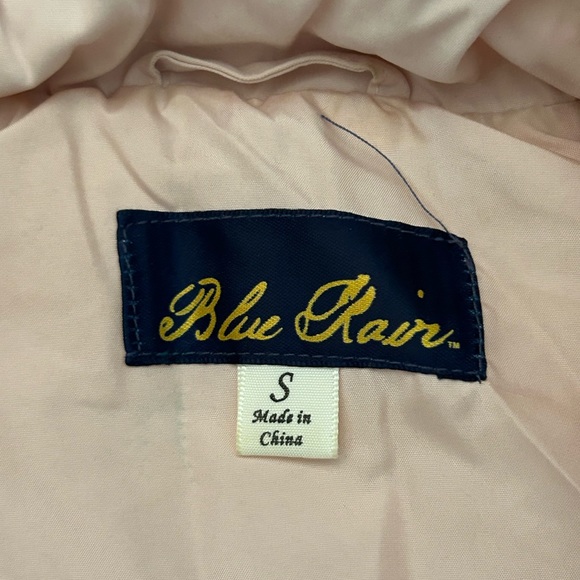 Blue Rain™
S
Made in
China